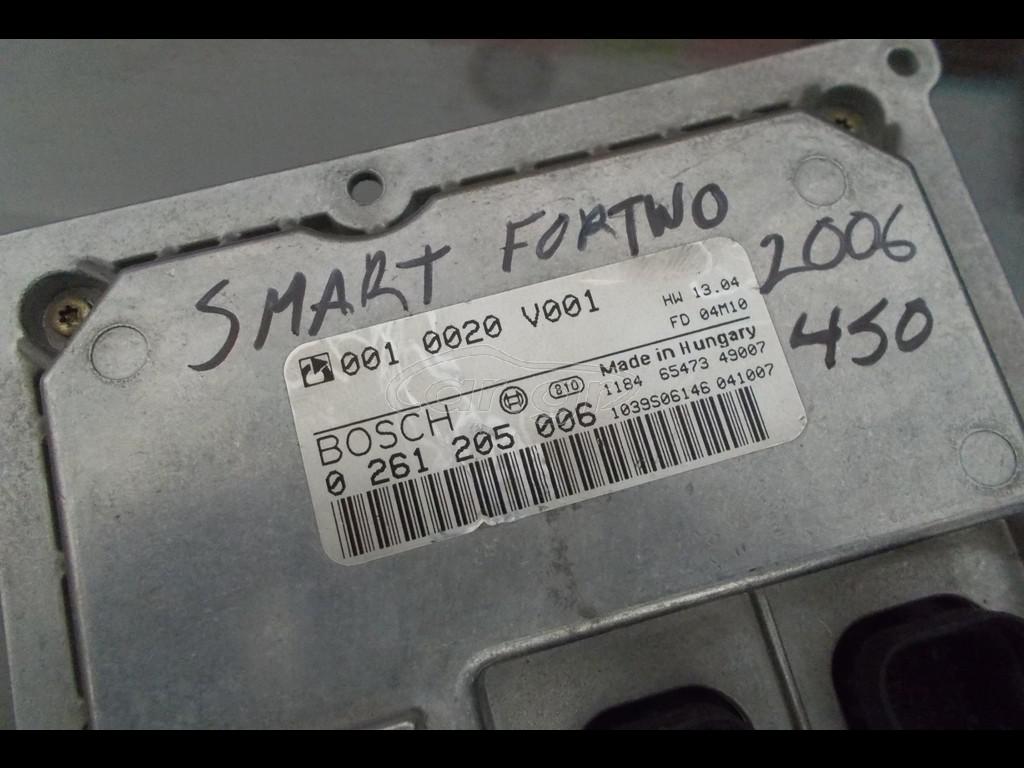 SMART FORTWO 2006
450
001 0020 V001
HW 13.04
FD 04M10
BOSCH
810
Made in Hungary
1184 65473 49007
0 261 205 006
1039S06146 041007